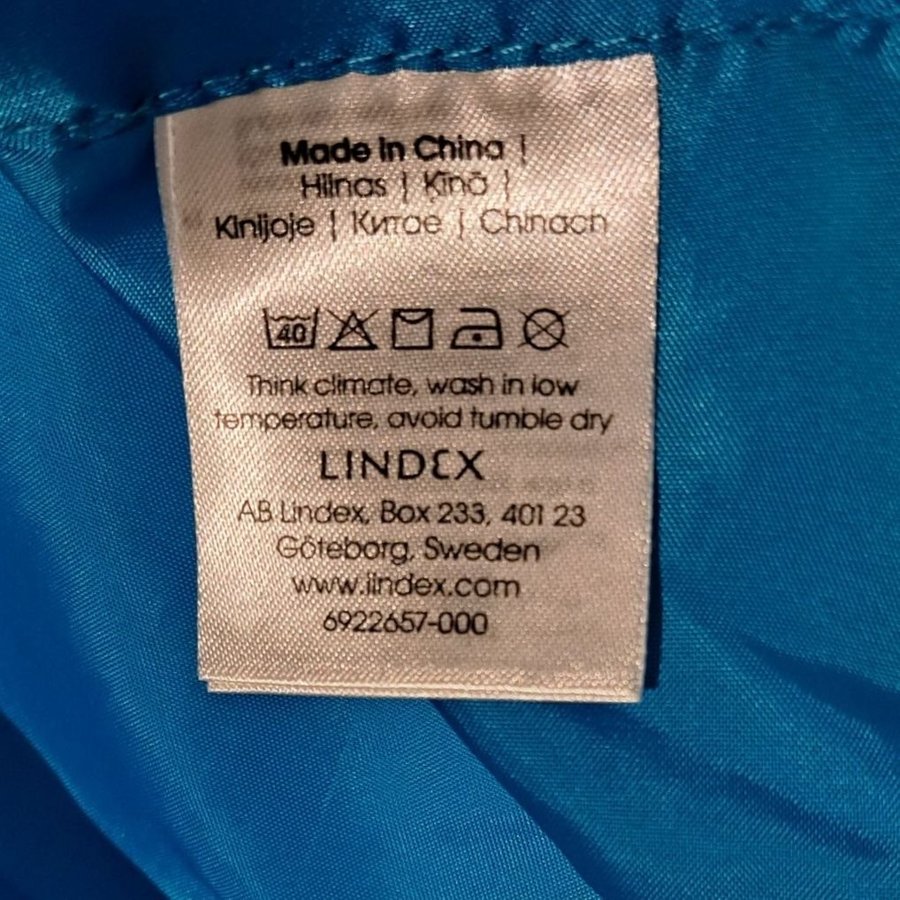 Made in China |
Hiinas | Ķīnā |
Kinijoje | Китае | Chinach
40
Think climate, wash in low
temperature, avoid tumble dry
LINDEX
AB Lindex, Box 233, 401 23
Göteborg, Sweden
www.lindex.com
6922657-000